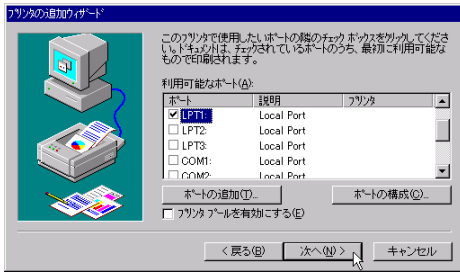 ﾌﾟﾘﾝﾀの追加ｳｨｻﾞｰﾄﾞ
このﾌﾟﾘﾝﾀで使用したいﾎﾟｰﾄの隣のﾁｪｯｸ ﾎﾞｯｸｽをｸﾘｯｸしてくださ
い。ﾄﾞｷｭﾒﾝﾄは、ﾁｪｯｸされているﾎﾟｰﾄのうち、最初に利用可能な
もので印刷されます。
利用可能なﾎﾟｰﾄ(A):
ﾎﾟｰﾄ 説明 ﾌﾟﾘﾝﾀ
LPT1: Local Port
LPT2: Local Port
LPT3: Local Port
COM1: Local Port
COM2: Local Port
ﾎﾟｰﾄの追加(T)... ﾎﾟｰﾄの構成(C)...
ﾌﾟﾘﾝﾀ ﾌﾟｰﾙを有効にする(E)
< 戻る(B) 次へ(N) > キャンセル